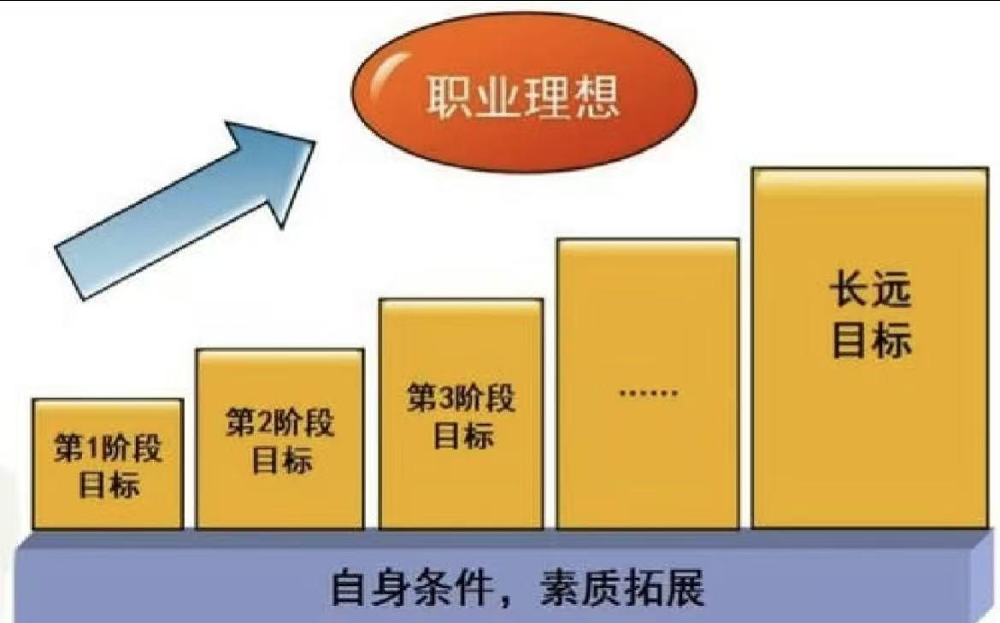 职业理想
第1阶段
目标
第2阶段
目标
第3阶段
目标
......
长远
目标
自身条件，素质拓展